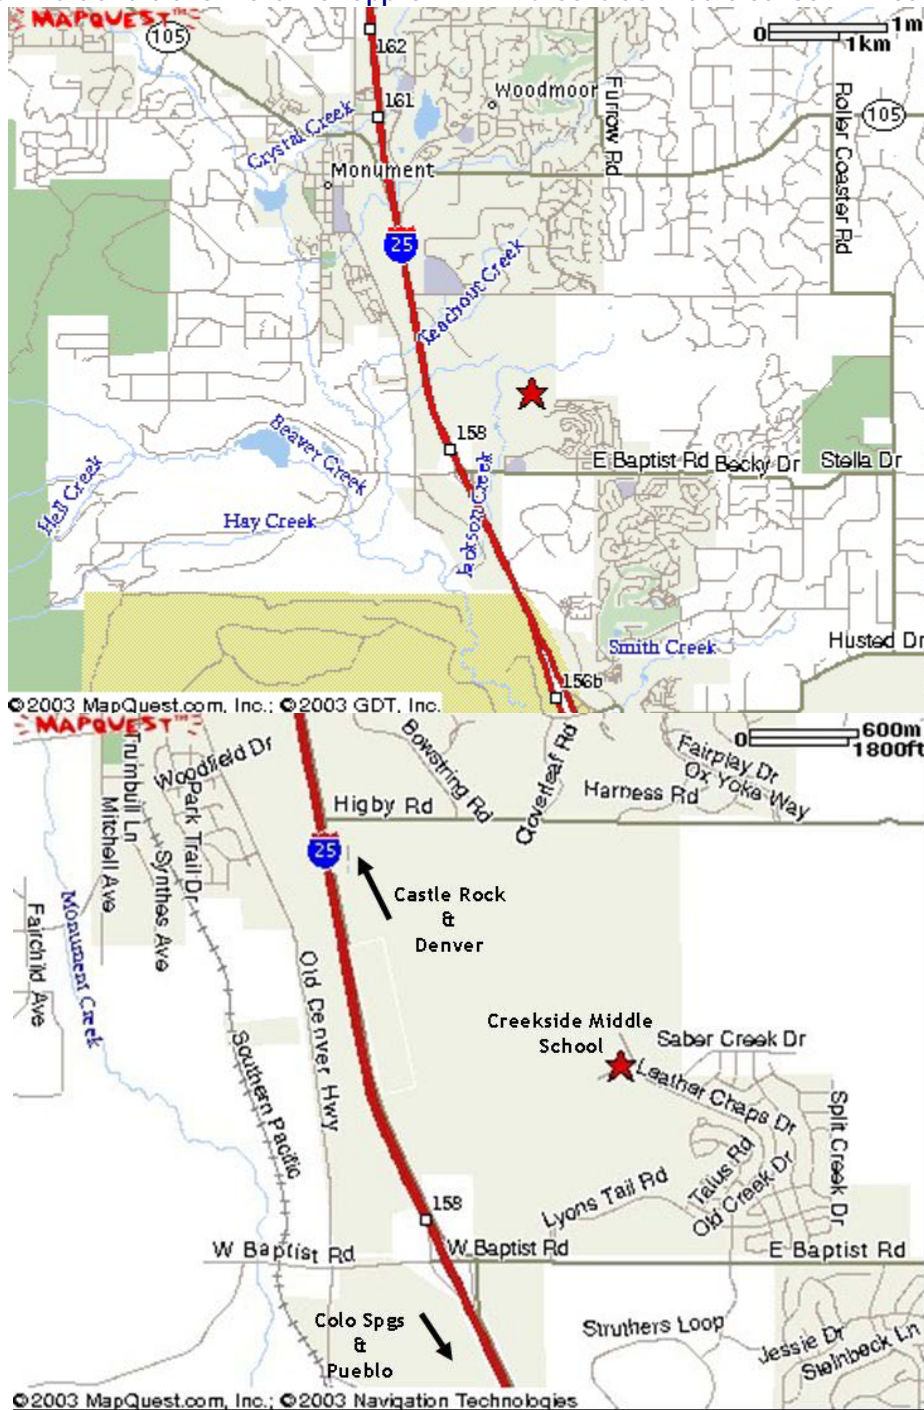 MAPQUEST
105
162
0
1m
1km
161
Woodmoor
Furrow Rd
Roller Coaster Rd
105
Crystal Creek
Monument
25
Teachout Creek
158
Beaver Creek
E Baptist Rd
Becky Dr
Stella Dr
Hell Creek
Hay Creek
Jackson Creek
Smith Creek
Husted Dr
156b
©2003 MapQuest.com, Inc.; ©2003 GDT, Inc.
MAPQUEST
0
600m
1800ft
Trumbull Ln
Woodfield Dr
Bowstring Rd
Cloverleaf Rd
Fairplay Dr
Ox Yoke Way
Harness Rd
Higby Rd
Mitchell Ave
Park Trail Dr
Synthes Ave
25
Castle Rock
&
Denver
Fairchild Ave
Monument Creek
Old Denver Hwy
Creekside Middle
School
Saber Creek Dr
Leather Chaps Dr
Split Creek Dr
Southern Pacific
Talus Rd
Old Creek Dr
Lyons Tail Rd
158
W Baptist Rd
W Baptist Rd
E Baptist Rd
Colo Spgs
&
Pueblo
Struthers Loop
Jessie Dr
Steinbeck Ln
©2003 MapQuest.com, Inc.; ©2003 Navigation Technologies